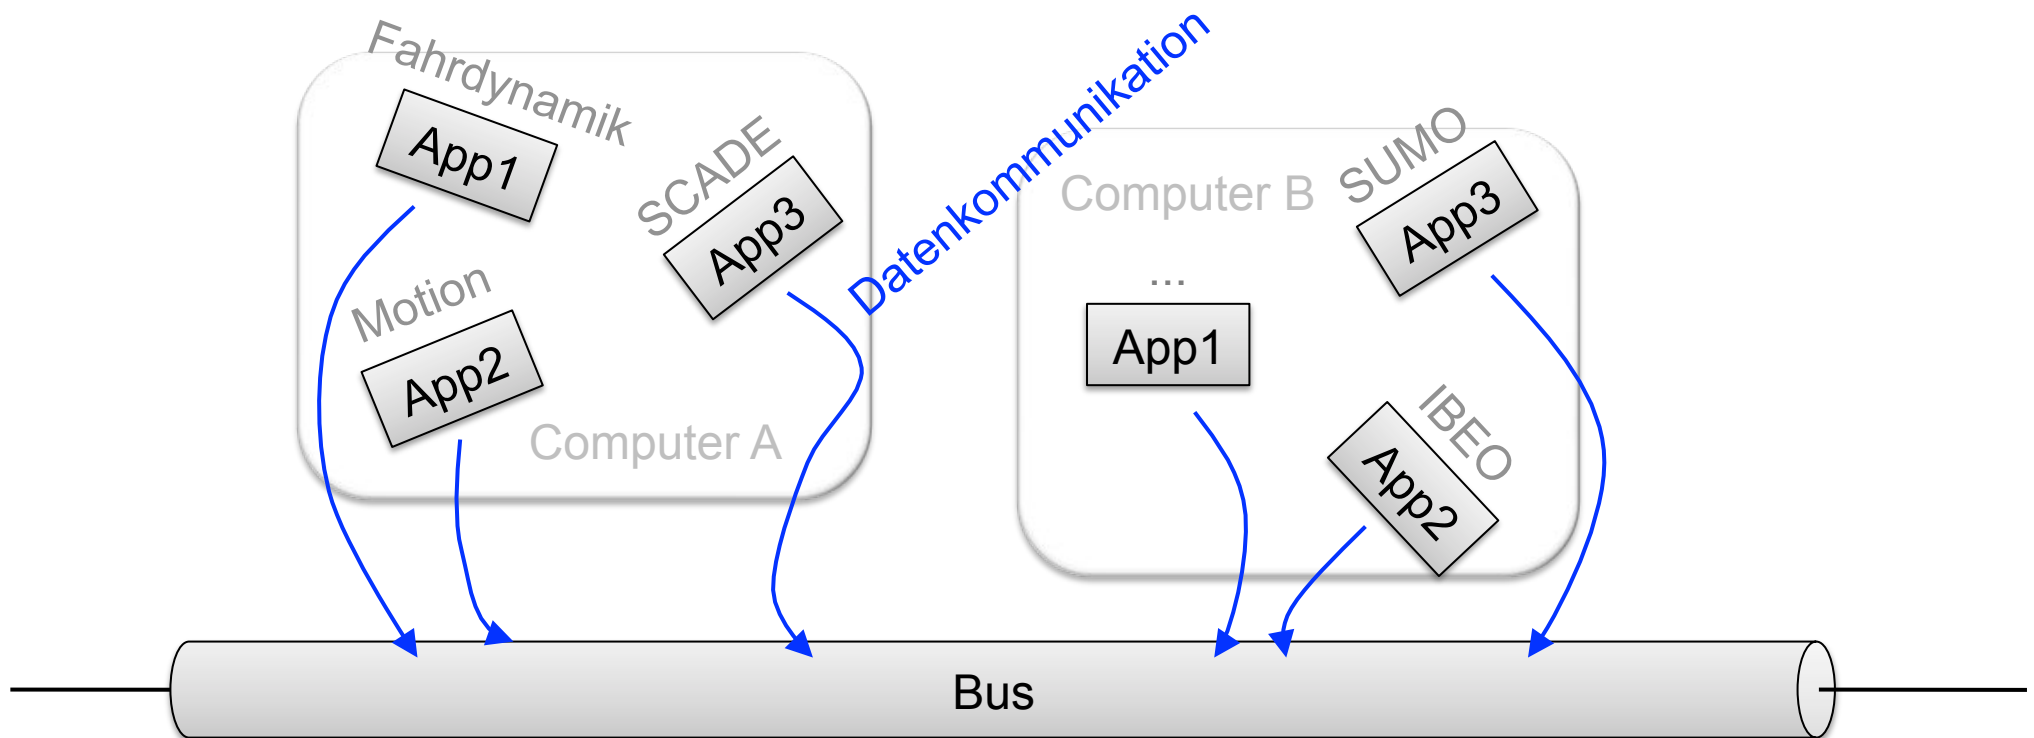 Fahrdynamik
App1
SCADE
App3
Motion
App2
Computer A
Datenkommunikation
Computer B
SUMO
App3
...
App1
IBEO
App2
Bus